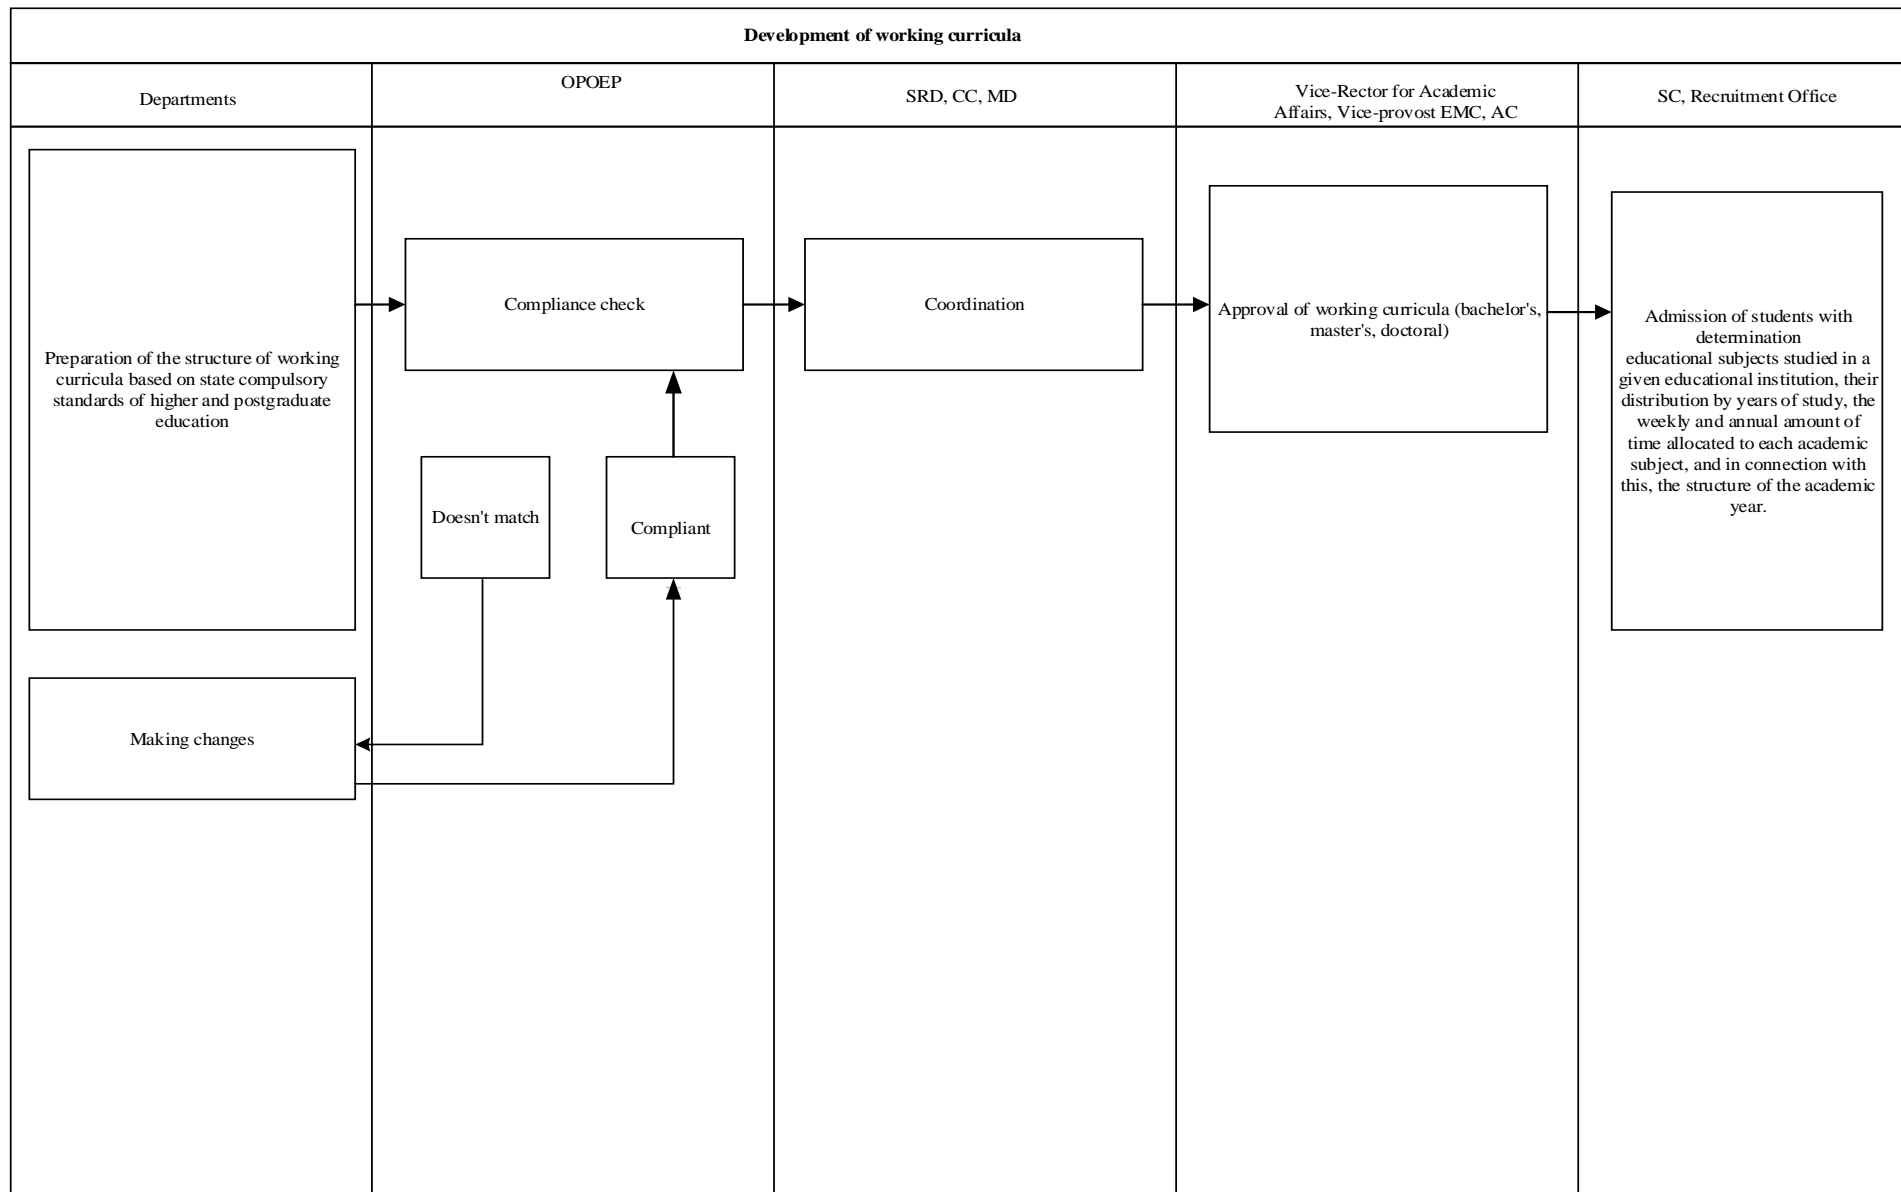 Development of working curricula
Departments
OPOEP
SRD, CC, MD
Vice-Rector for Academic
Affairs, Vice-provost EMC, AC
SC, Recruitment Office
Preparation of the structure of working
curricula based on state compulsory
standards of higher and postgraduate
education
Compliance check
Coordination
Approval of working curricula (bachelor's,
master's, doctoral)
Admission of students with
determination
educational subjects studied in a
given educational institution, their
distribution by years of study, the
weekly and annual amount of
time allocated to each academic
subject, and in connection with
this, the structure of the academic
year.
Doesn't match
Compliant
Making changes